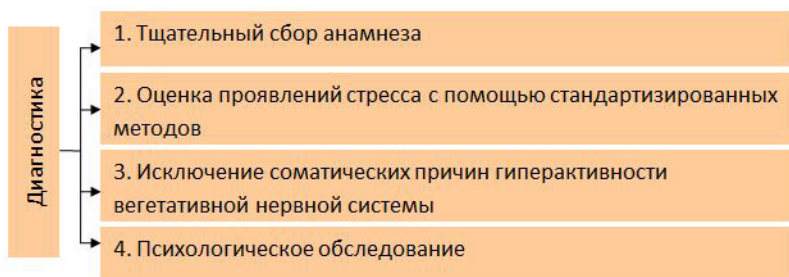 Диагностика
1. Тщательный сбор анамнеза
2. Оценка проявлений стресса с помощью стандартизированных
методов
3. Исключение соматических причин гиперактивности
вегетативной нервной системы
4. Психологическое обследование